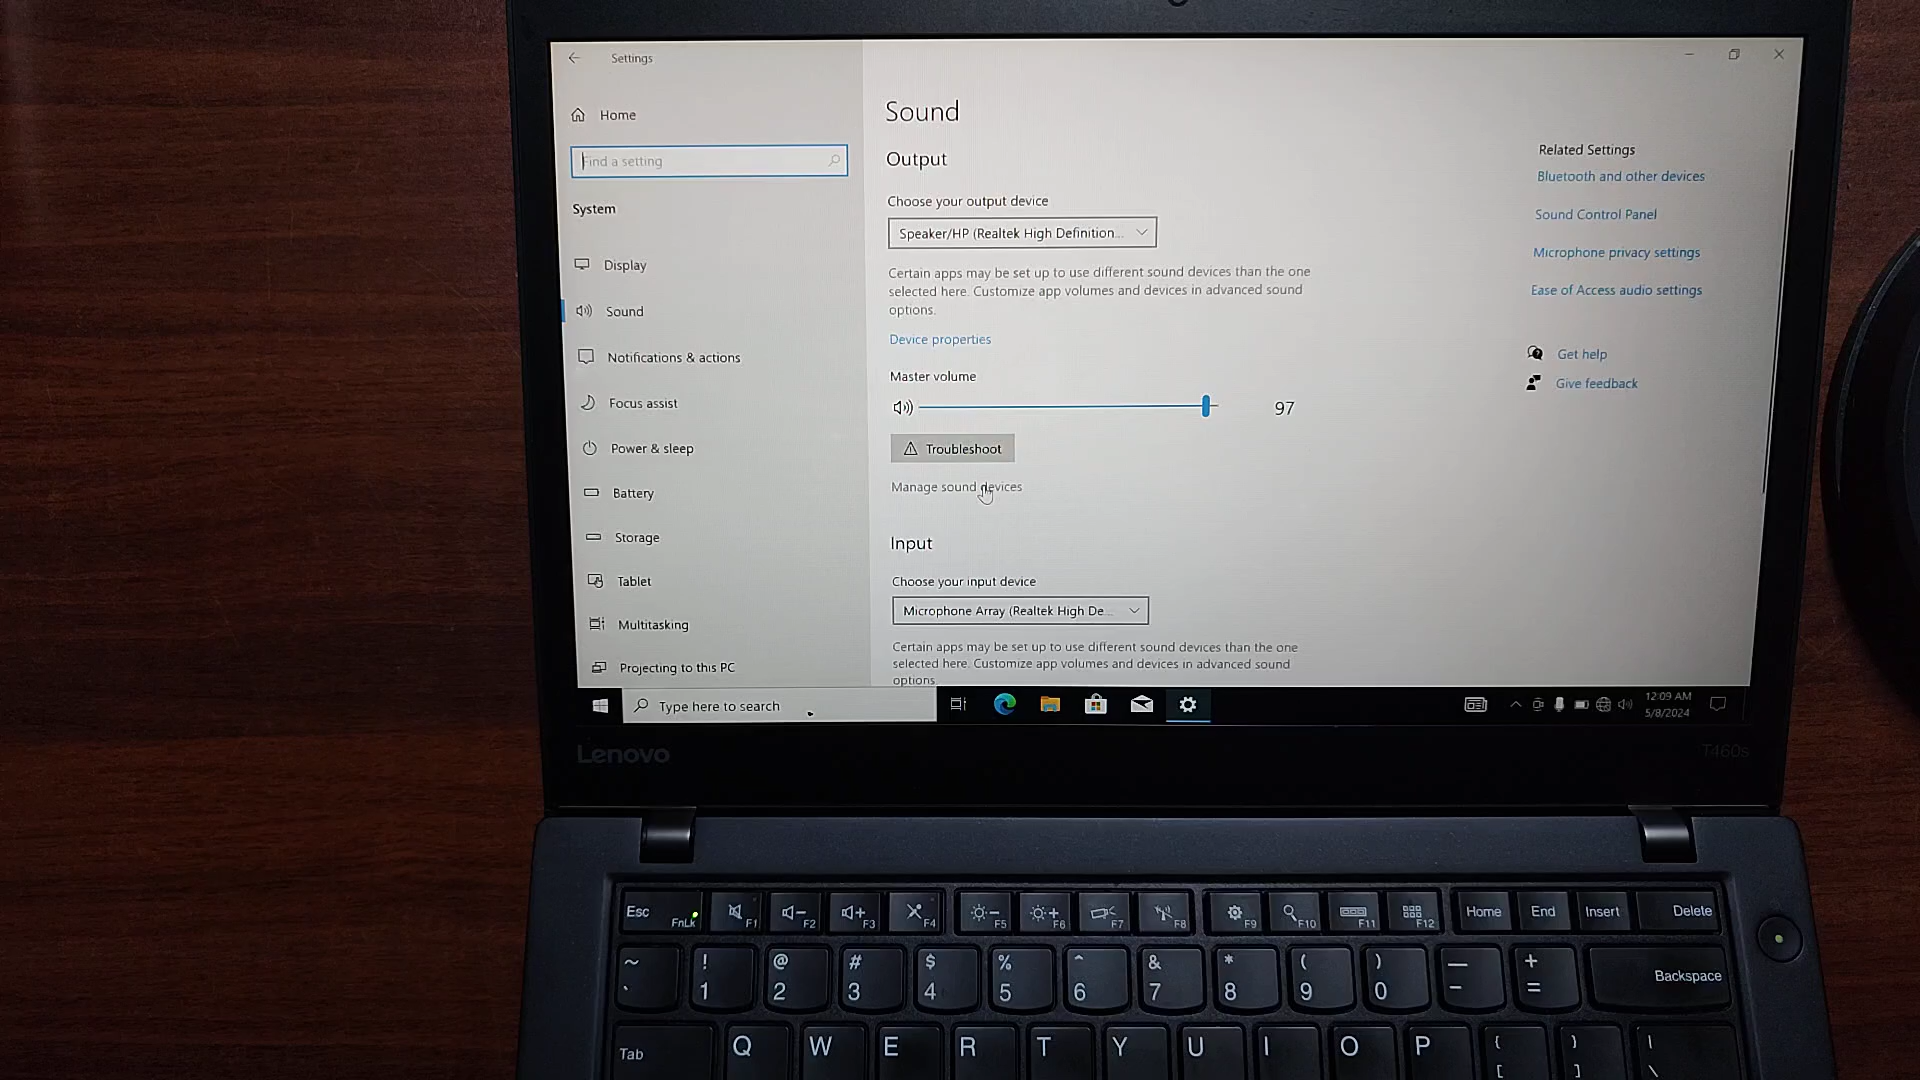 Settings
Home
Find a setting
System
Display
Sound
Notifications & actions
Focus assist
Power & sleep
Battery
Storage
Tablet
Multitasking
Projecting to this PC
Sound
Output
Choose your output device
Speaker/HP (Realtek High Definition...
Certain apps may be set up to use different sound devices than the one
selected here. Customize app volumes and devices in advanced sound
options.
Device properties
Master volume
97
Troubleshoot
Manage sound devices
Input
Choose your input device
Microphone Array (Realtek High De...
Certain apps may be set up to use different sound devices than the one
selected here. Customize app volumes and devices in advanced sound
options.
Related Settings
Bluetooth and other devices
Sound Control Panel
Microphone privacy settings
Ease of Access audio settings
Get help
Give feedback
Type here to search
12:09 AM
5/8/2024
Lenovo
T460s
Esc FnLk F1 F2 F3 F4 F5 F6 F7 F8 F9 F10 F11 F12 Home End Insert Delete
~ ! @ # $ % ^ & * ( ) — + Backspace
` 1 2 3 4 5 6 7 8 9 0 - =
Tab Q W E R T Y U I O P { } |
[ ] \